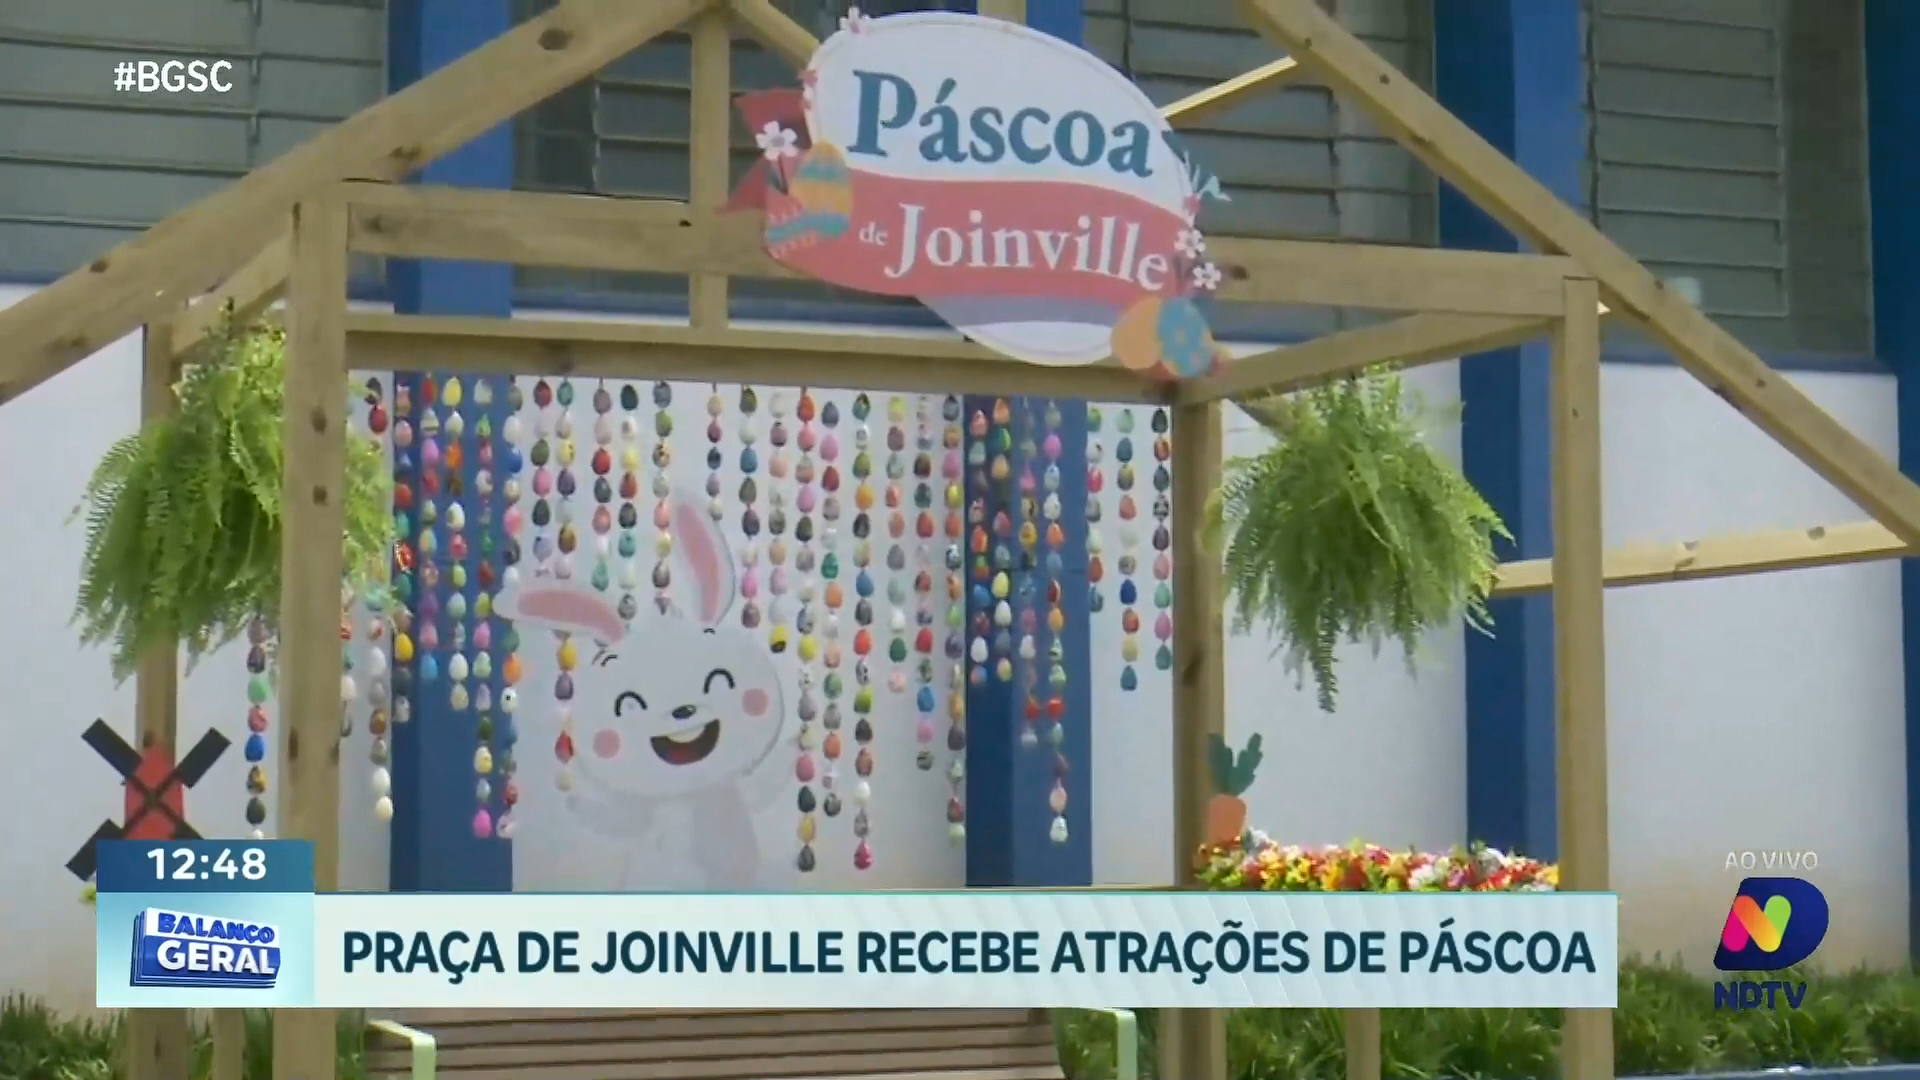 #BGSC
Páscoa
de Joinville
12:48
BALANÇO
GERAL
PRAÇA DE JOINVILLE RECEBE ATRAÇÕES DE PÁSCOA
AO VIVO
N
NDTV